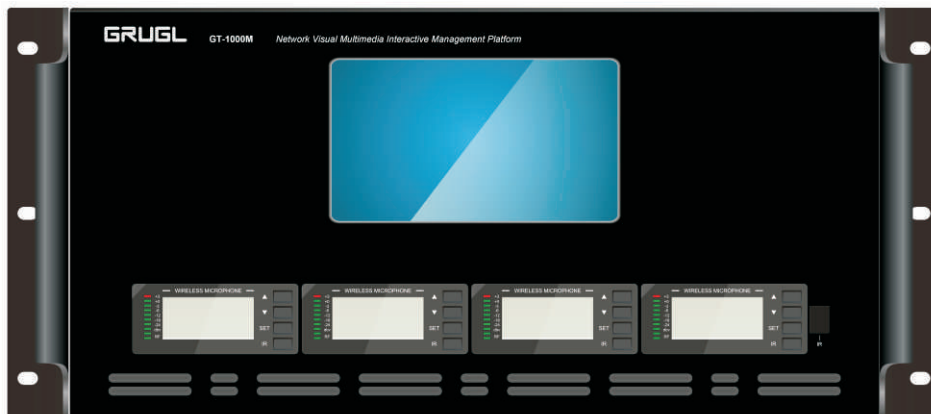 GRUGL GT-1000M Network Visual Multimedia Interactive Management Platform
WIRELESS MICROPHONE WIRELESS MICROPHONE WIRELESS MICROPHONE WIRELESS MICROPHONE
SET SET SET SET
IR IR IR IR IR